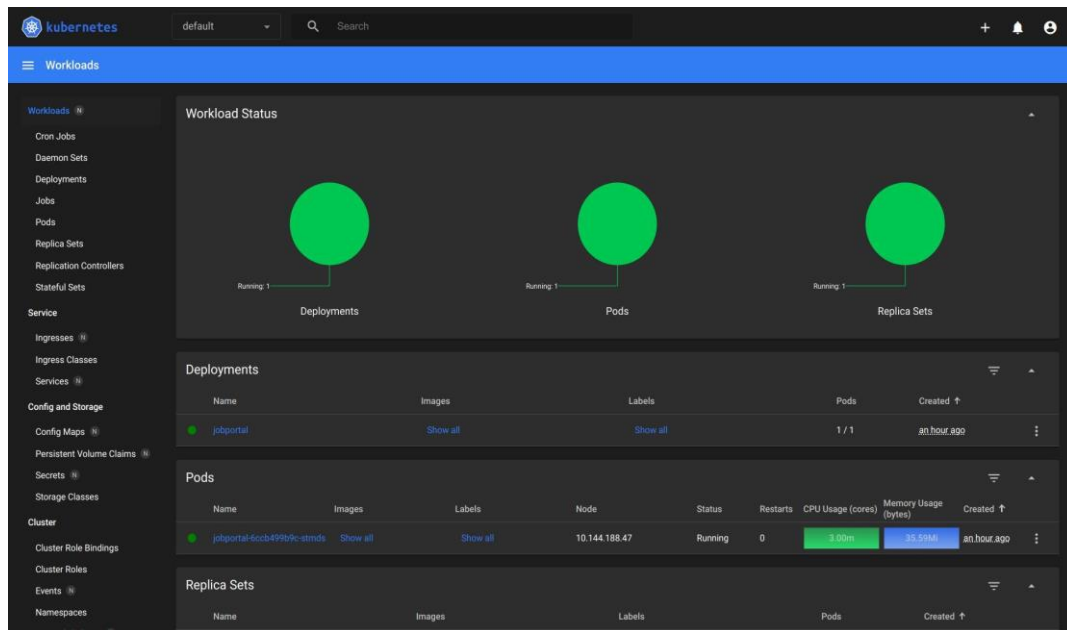 kubernetes
default
Search
Workloads
Workloads N
Cron Jobs
Daemon Sets
Deployments
Jobs
Pods
Replica Sets
Replication Controllers
Stateful Sets
Service
Ingresses N
Ingress Classes
Services N
Config and Storage
Config Maps N
Persistent Volume Claims N
Secrets N
Storage Classes
Cluster
Cluster Role Bindings
Cluster Roles
Events N
Namespaces
Workload Status
Running: 1
Deployments
Running: 1
Pods
Running: 1
Replica Sets
Deployments
Name Images Labels Pods Created ↑
jobportal Show all Show all 1 / 1 an hour ago
Pods
Name Images Labels Node Status Restarts CPU Usage (cores) Memory Usage (bytes) Created ↑
jobportal-6ccb499b9c-stmds Show all Show all 10.144.188.47 Running 0 3.00m 35.59Mi an hour ago
Replica Sets
Name Images Labels Pods Created ↑